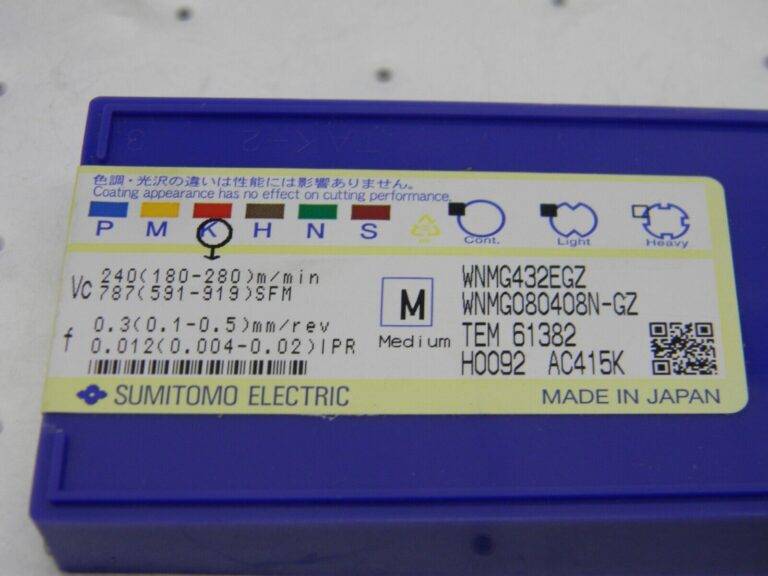 色調・光沢の違いは性能には影響ありません。
Coating appearance has no effect on cutting performance.
P M K H N S
Cont. Light Heavy
Vc 240(180-280)m/min
787(591-919)SFM
f 0.3(0.1-0.5)mm/rev
0.012(0.004-0.02)IPR
M
Medium
WNMG432EGZ
WNMG080408N-GZ
TEM 61382
H0092 AC415K
SUMITOMO ELECTRIC
MADE IN JAPAN